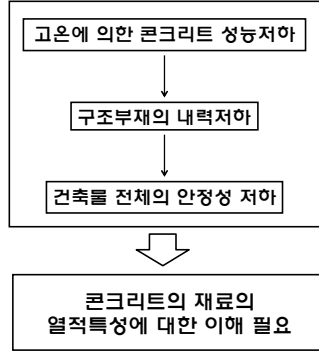 고온에 의한 콘크리트 성능저하
구조부재의 내력저하
건축물 전체의 안정성 저하
콘크리트의 재료의
열적특성에 대한 이해 필요